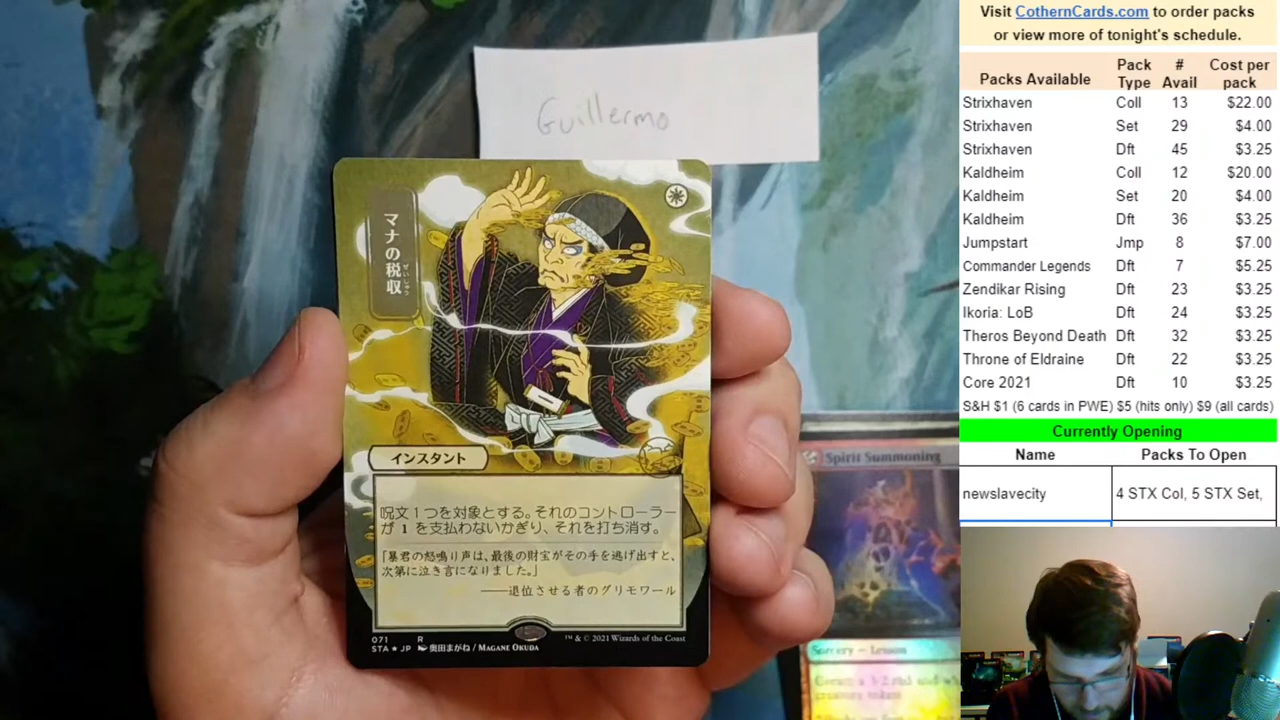 Guillermo
マナの税収
ぜいしゅう
インスタント
呪文1つを対象とする。それのコントローラー
が 1 を支払わないかぎり、それを打ち消す。
「暴君の怒鳴り声は、最後の財宝がその手を逃げ出すと、
次第に泣き言になりました。」
——退位させる者のグリモワール
071 R
STA ★ JP 奥田まがね / MAGANE OKUDA
™ & © 2021 Wizards of the Coast
Spirit Summoning
Sorcery – Lesson
Create a 3/2 red and
creature token
Visit CothernCards.com to order packs
or view more of tonight's schedule.
Packs Available Pack Type # Avail Cost per pack
Strixhaven Coll 13 $22.00
Strixhaven Set 29 $4.00
Strixhaven Dft 45 $3.25
Kaldheim Coll 12 $20.00
Kaldheim Set 20 $4.00
Kaldheim Dft 36 $3.25
Jumpstart Jmp 8 $7.00
Commander Legends Dft 7 $5.25
Zendikar Rising Dft 23 $3.25
Ikoria: LoB Dft 24 $3.25
Theros Beyond Death Dft 32 $3.25
Throne of Eldraine Dft 22 $3.25
Core 2021 Dft 10 $3.25
S&H $1 (6 cards in PWE) $5 (hits only) $9 (all cards)
Currently Opening
Name Packs To Open
newslavecity 4 STX Col, 5 STX Set,